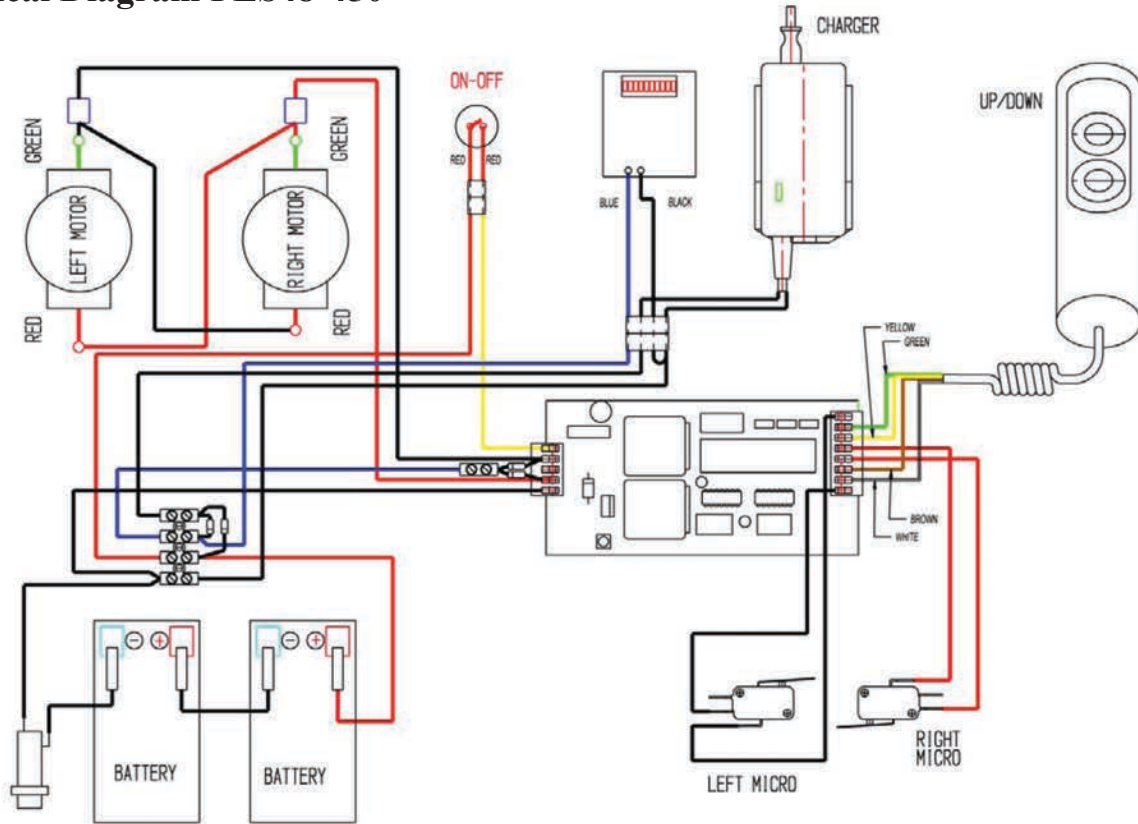 CHARGER
ON-OFF
UP/DOWN
GREEN
GREEN
RED
RED
LEFT MOTOR
RIGHT MOTOR
BLUE
BLACK
RED
RED
YELLOW
GREEN
BROWN
WHITE
BATTERY
BATTERY
LEFT MICRO
RIGHT
MICRO